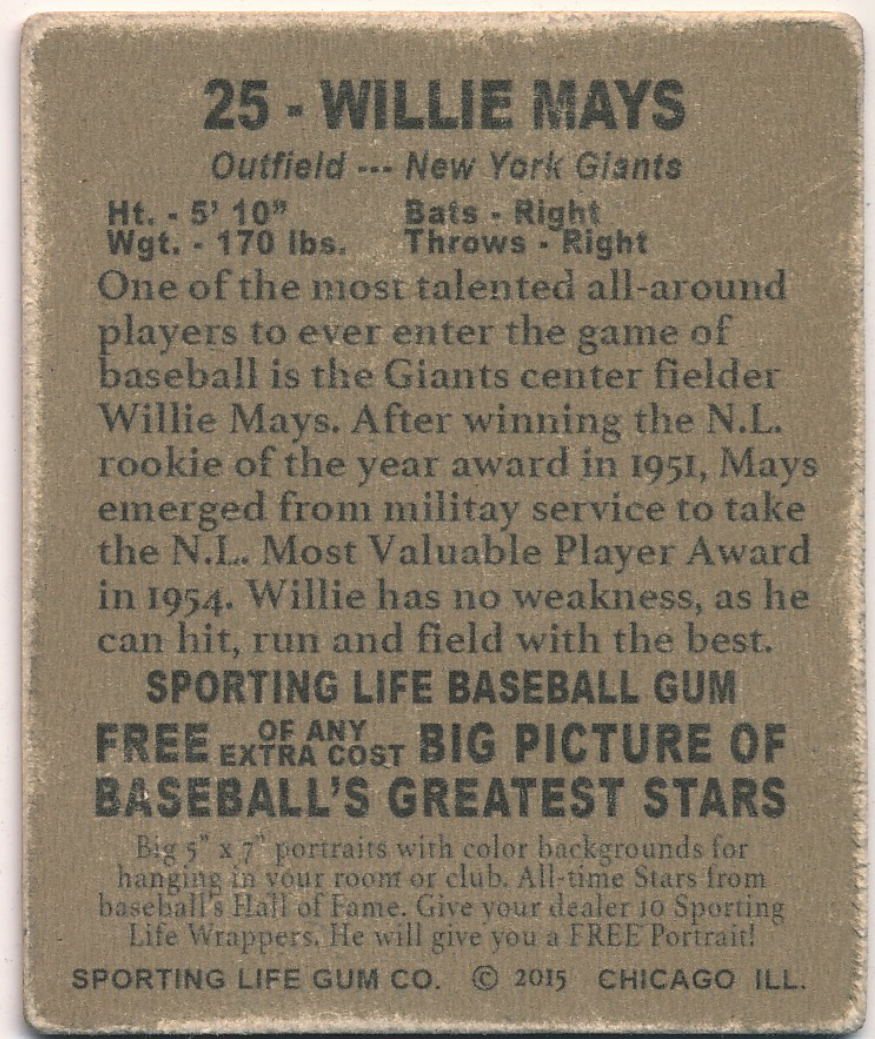 25 - WILLIE MAYS
Outfield --- New York Giants
Ht. - 5' 10" Bats - Right
Wgt. - 170 lbs. Throws - Right
One of the most talented all-around
players to ever enter the game of
baseball is the Giants center fielder
Willie Mays. After winning the N.L.
rookie of the year award in 1951, Mays
emerged from militay service to take
the N.L. Most Valuable Player Award
in 1954. Willie has no weakness, as he
can hit, run and field with the best.
SPORTING LIFE BASEBALL GUM
FREE OF ANY EXTRA COST BIG PICTURE OF
BASEBALL'S GREATEST STARS
Big 5" x 7" portraits with color backgrounds for
hanging in your room or club. All-time Stars from
baseball's Hall of Fame. Give your dealer 10 Sporting
Life Wrappers. He will give you a FREE Portrait!
SPORTING LIFE GUM CO. © 2015 CHICAGO ILL.